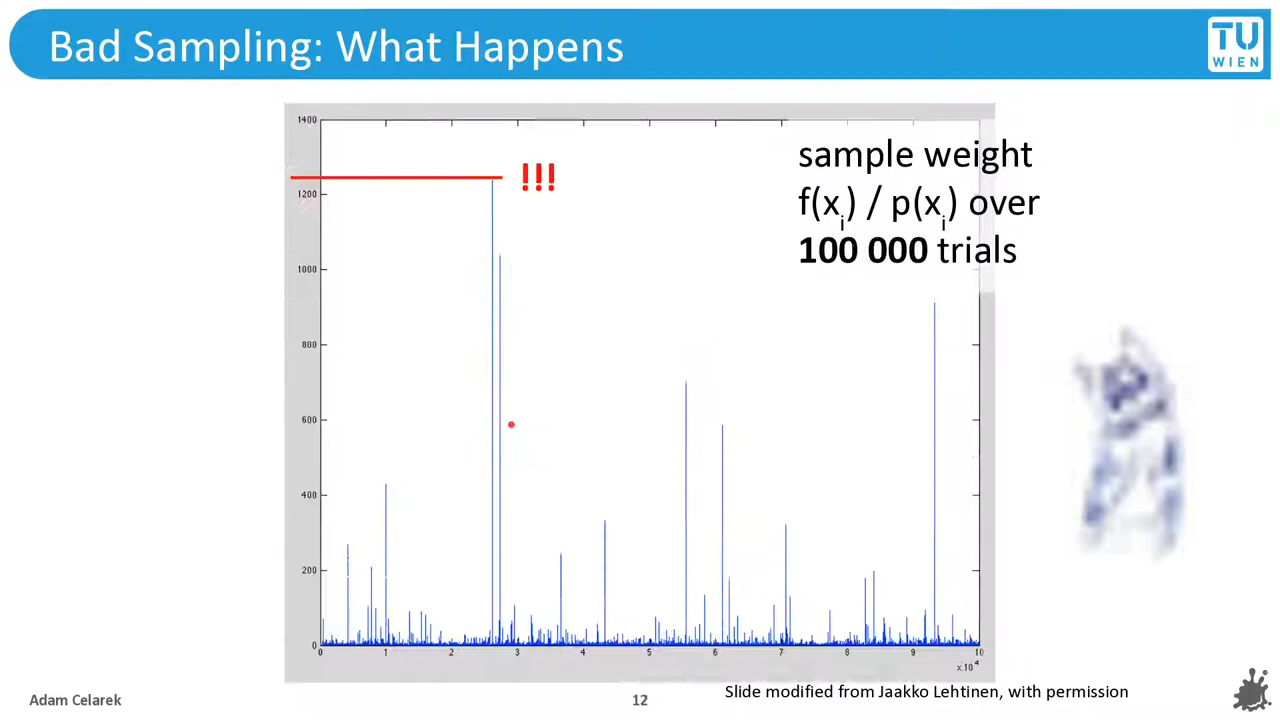 Bad Sampling: What Happens
TU
WIEN
1400
1200
1000
800
600
400
200
0
!!!
sample weight
f(xi) / p(xi) over
100 000 trials
0 1 2 3 4 5 6 7 8 9 10
x 10^4
Slide modified from Jaakko Lehtinen, with permission
Adam Celarek
12